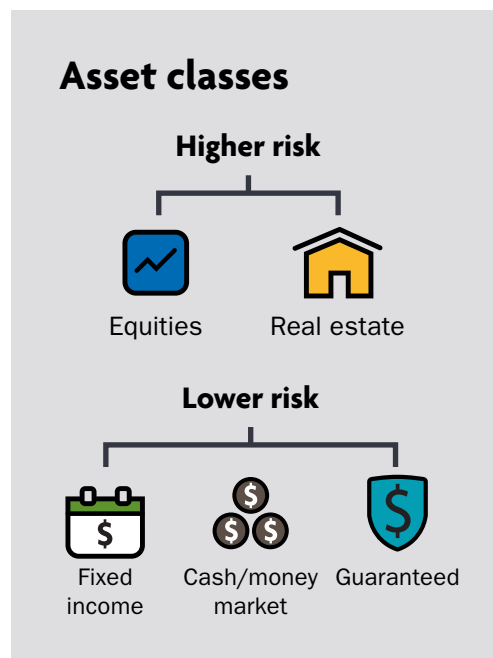 Asset classes
Higher risk
Equities
Real estate
Lower risk
$
$
$
$
$
Fixed
income
Cash/money
market
Guaranteed